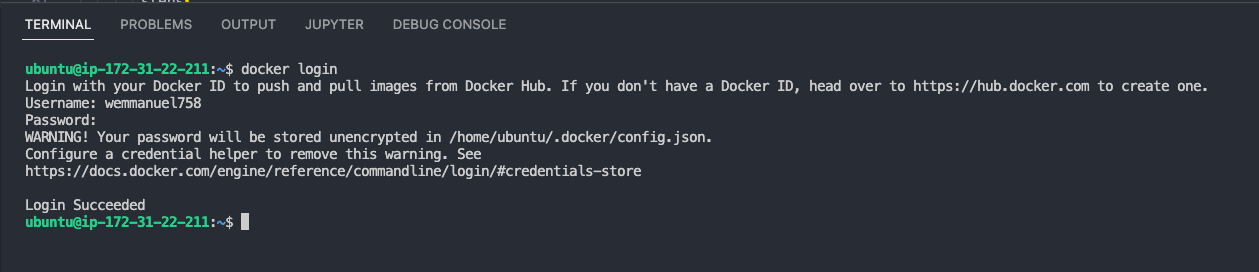 TERMINAL PROBLEMS OUTPUT JUPYTER DEBUG CONSOLE
ubuntu@ip-172-31-22-211:~$ docker login
Login with your Docker ID to push and pull images from Docker Hub. If you don't have a Docker ID, head over to https://hub.docker.com to create one.
Username: wemmanuel758
Password:
WARNING! Your password will be stored unencrypted in /home/ubuntu/.docker/config.json.
Configure a credential helper to remove this warning. See
https://docs.docker.com/engine/reference/commandline/login/#credentials-store
Login Succeeded
ubuntu@ip-172-31-22-211:~$